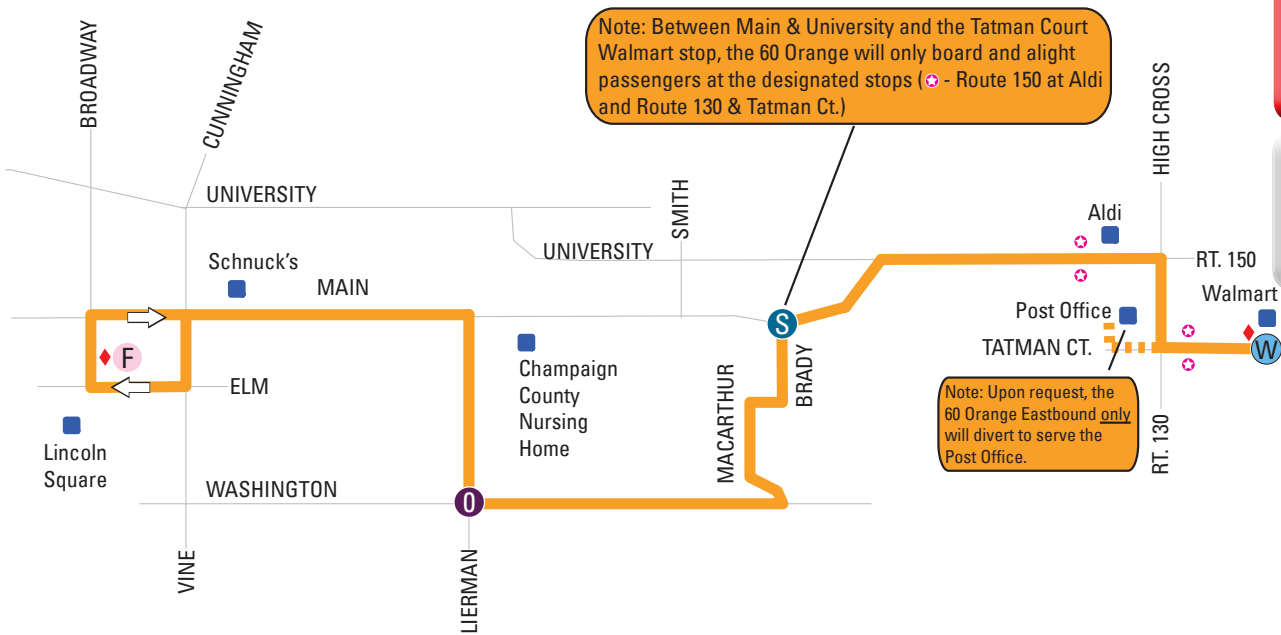 Note: Between Main & University and the Tatman Court
Walmart stop, the 60 Orange will only board and alight
passengers at the designated stops ( - Route 150 at Aldi
and Route 130 & Tatman Ct.)
BROADWAY
CUNNINGHAM
HIGH CROSS
UNIVERSITY
SMITH
Aldi
UNIVERSITY
RT. 150
Schnuck's
MAIN
Walmart
Post Office
S
F
TATMAN CT.
W
ELM
Champaign
County
Nursing
Home
MACARTHUR
BRADY
Note: Upon request, the
60 Orange Eastbound only
will divert to serve the
Post Office.
RT. 130
Lincoln
Square
WASHINGTON
O
VINE
LIERMAN